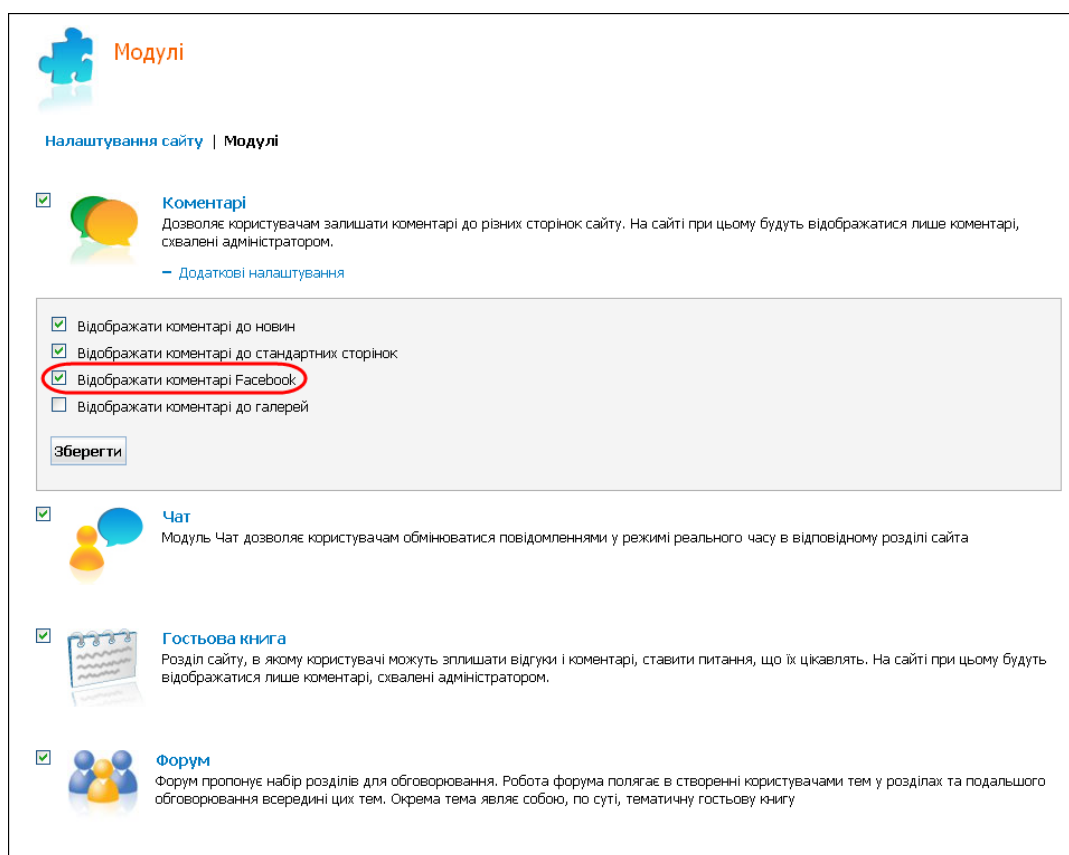 Модулі
Налаштування сайту | Модулі
Коментарі
Дозволяє користувачам залишати коментарі до різних сторінок сайту. На сайті при цьому будуть відображатися лише коментарі,
схвалені адміністратором.
– Додаткові налаштування
Відображати коментарі до новин
Відображати коментарі до стандартних сторінок
Відображати коментарі Facebook
Відображати коментарі до галерей
Зберегти
Чат
Модуль Чат дозволяє користувачам обмінюватися повідомленнями у режимі реального часу в відповідному розділі сайта
Гостьова книга
Розділ сайту, в якому користувачі можуть зплишати відгуки і коментарі, ставити питання, що їх цікавлять. На сайті при цьому будуть
відображатися лише коментарі, схвалені адміністратором.
Форум
Форум пропонує набір розділів для обговорювання. Робота форума полягає в створенні користувачами тем у розділах та подальшого
обговорювання всередині цих тем. Окрема тема являє собою, по суті, тематичну гостьову книгу